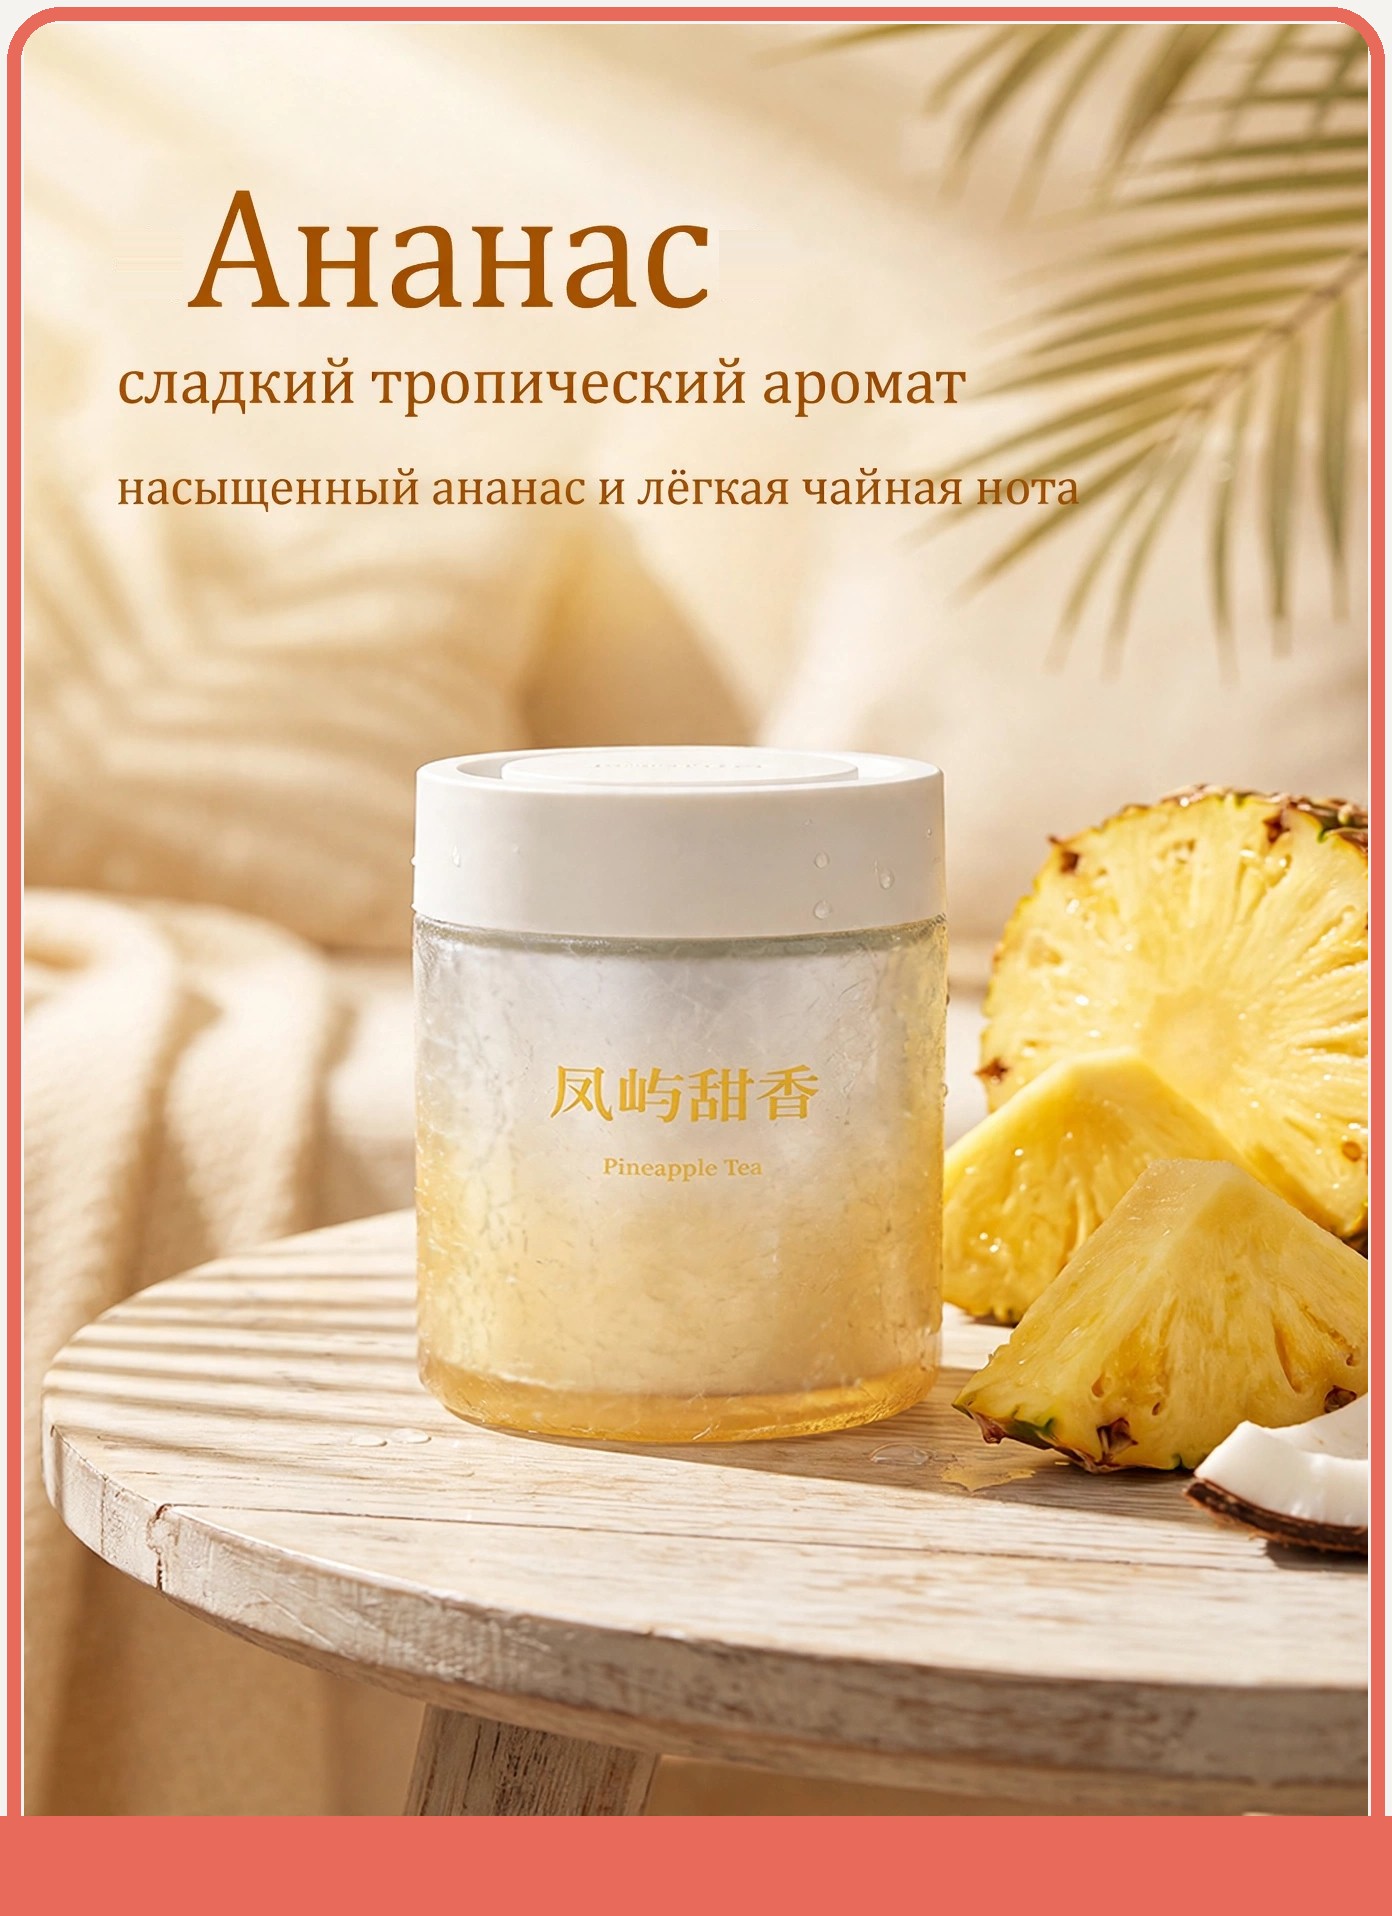 Ананас
сладкий тропический аромат
насыщенный ананас и лёгкая чайная нота
凤屿甜香
Pineapple Tea